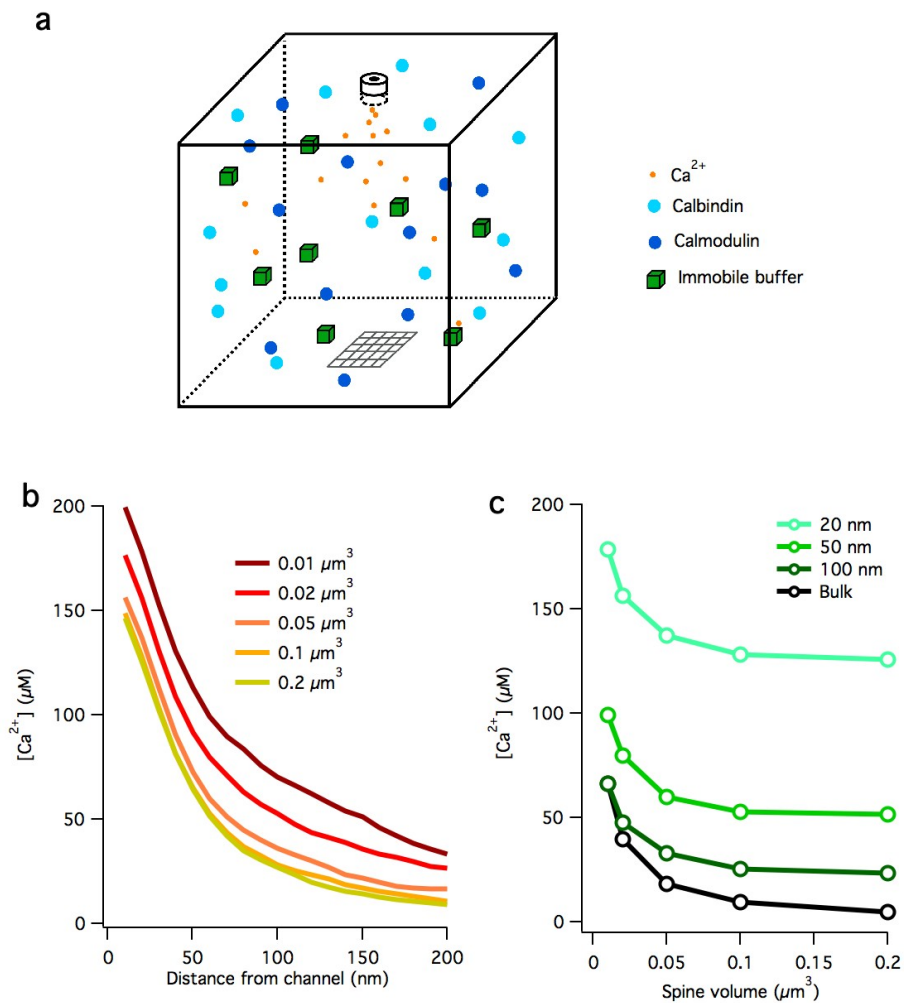 a
Ca²⁺
Calbindin
Calmodulin
Immobile buffer
b
200
150
100
50
0
[Ca²⁺] (µM)
0.01 µm³
0.02 µm³
0.05 µm³
0.1 µm³
0.2 µm³
0 50 100 150 200
Distance from channel (nm)
c
200
150
100
50
0
[Ca²⁺] (µM)
20 nm
50 nm
100 nm
Bulk
0 0.05 0.1 0.15 0.2
Spine volume (µm³)